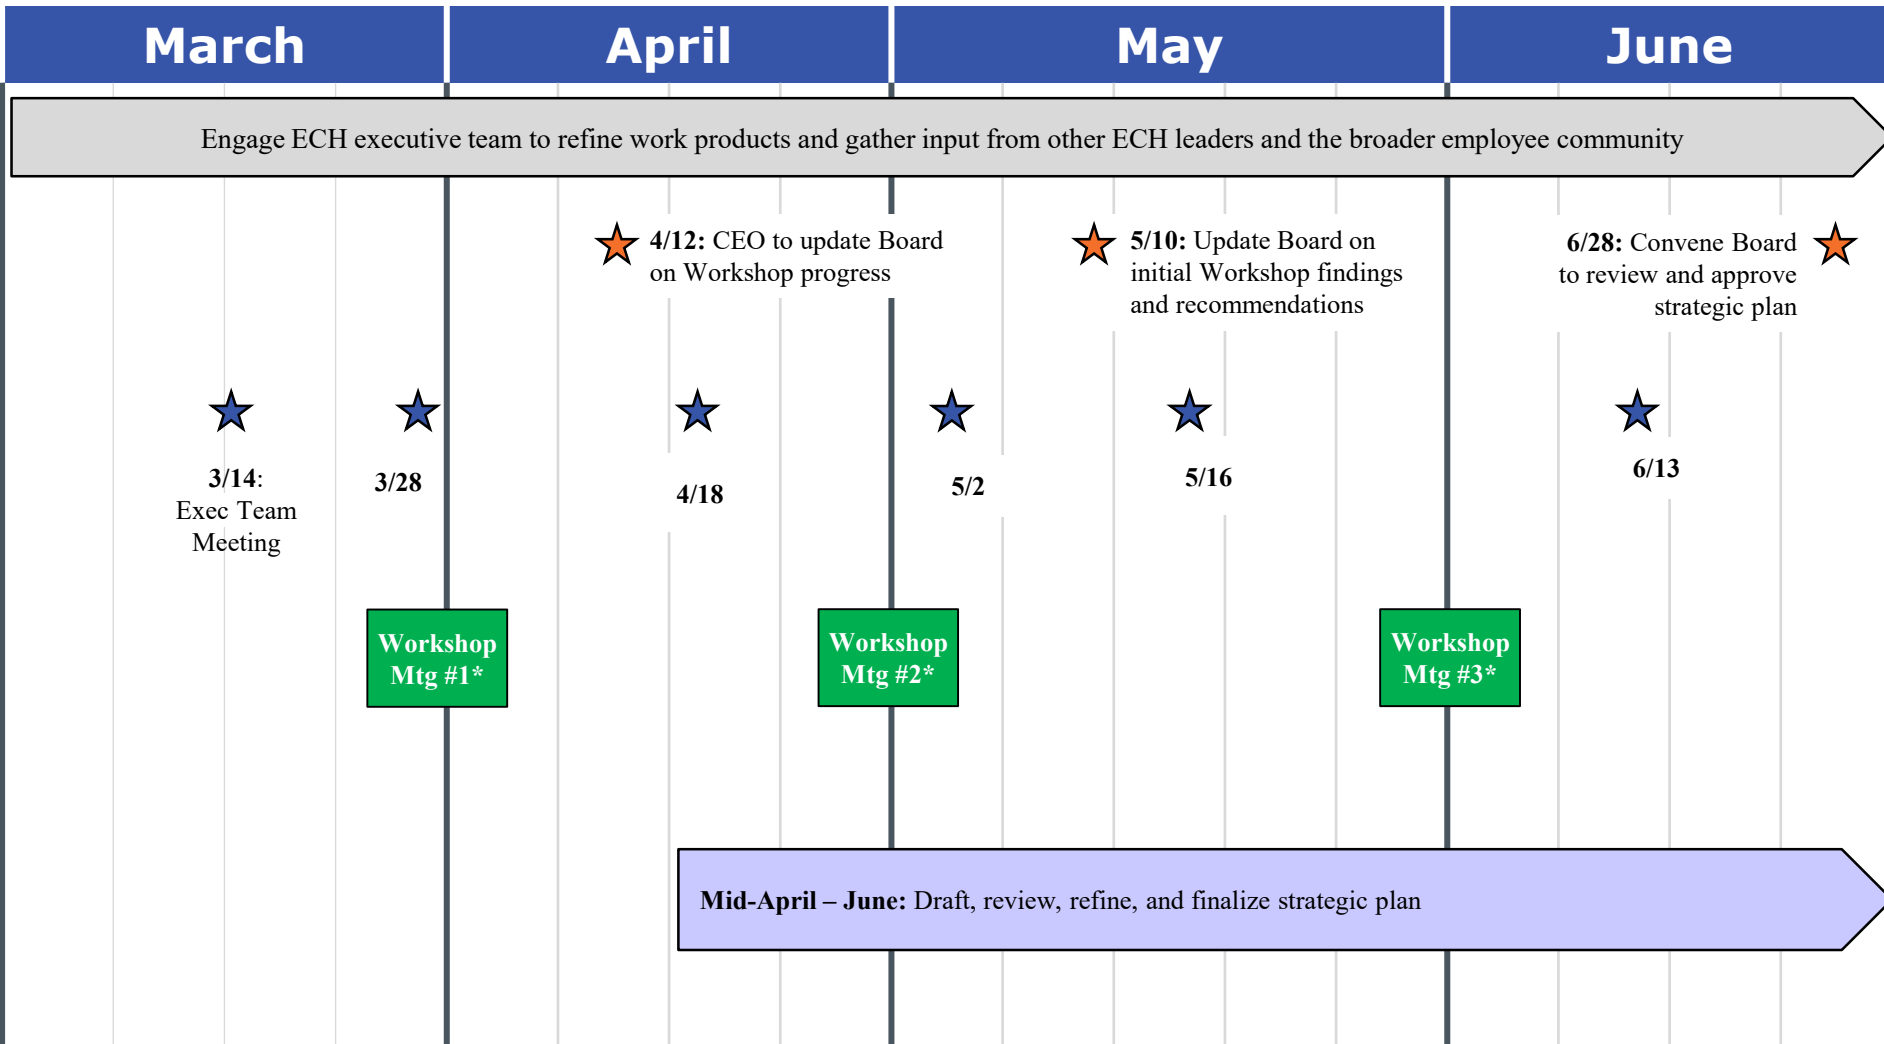 March
April
May
June
Engage ECH executive team to refine work products and gather input from other ECH leaders and the broader employee community
4/12: CEO to update Board
on Workshop progress
5/10: Update Board on
initial Workshop findings
and recommendations
6/28: Convene Board
to review and approve
strategic plan
3/14:
Exec Team
Meeting
3/28
4/18
5/2
5/16
6/13
Workshop
Mtg #1*
Workshop
Mtg #2*
Workshop
Mtg #3*
Mid-April – June: Draft, review, refine, and finalize strategic plan